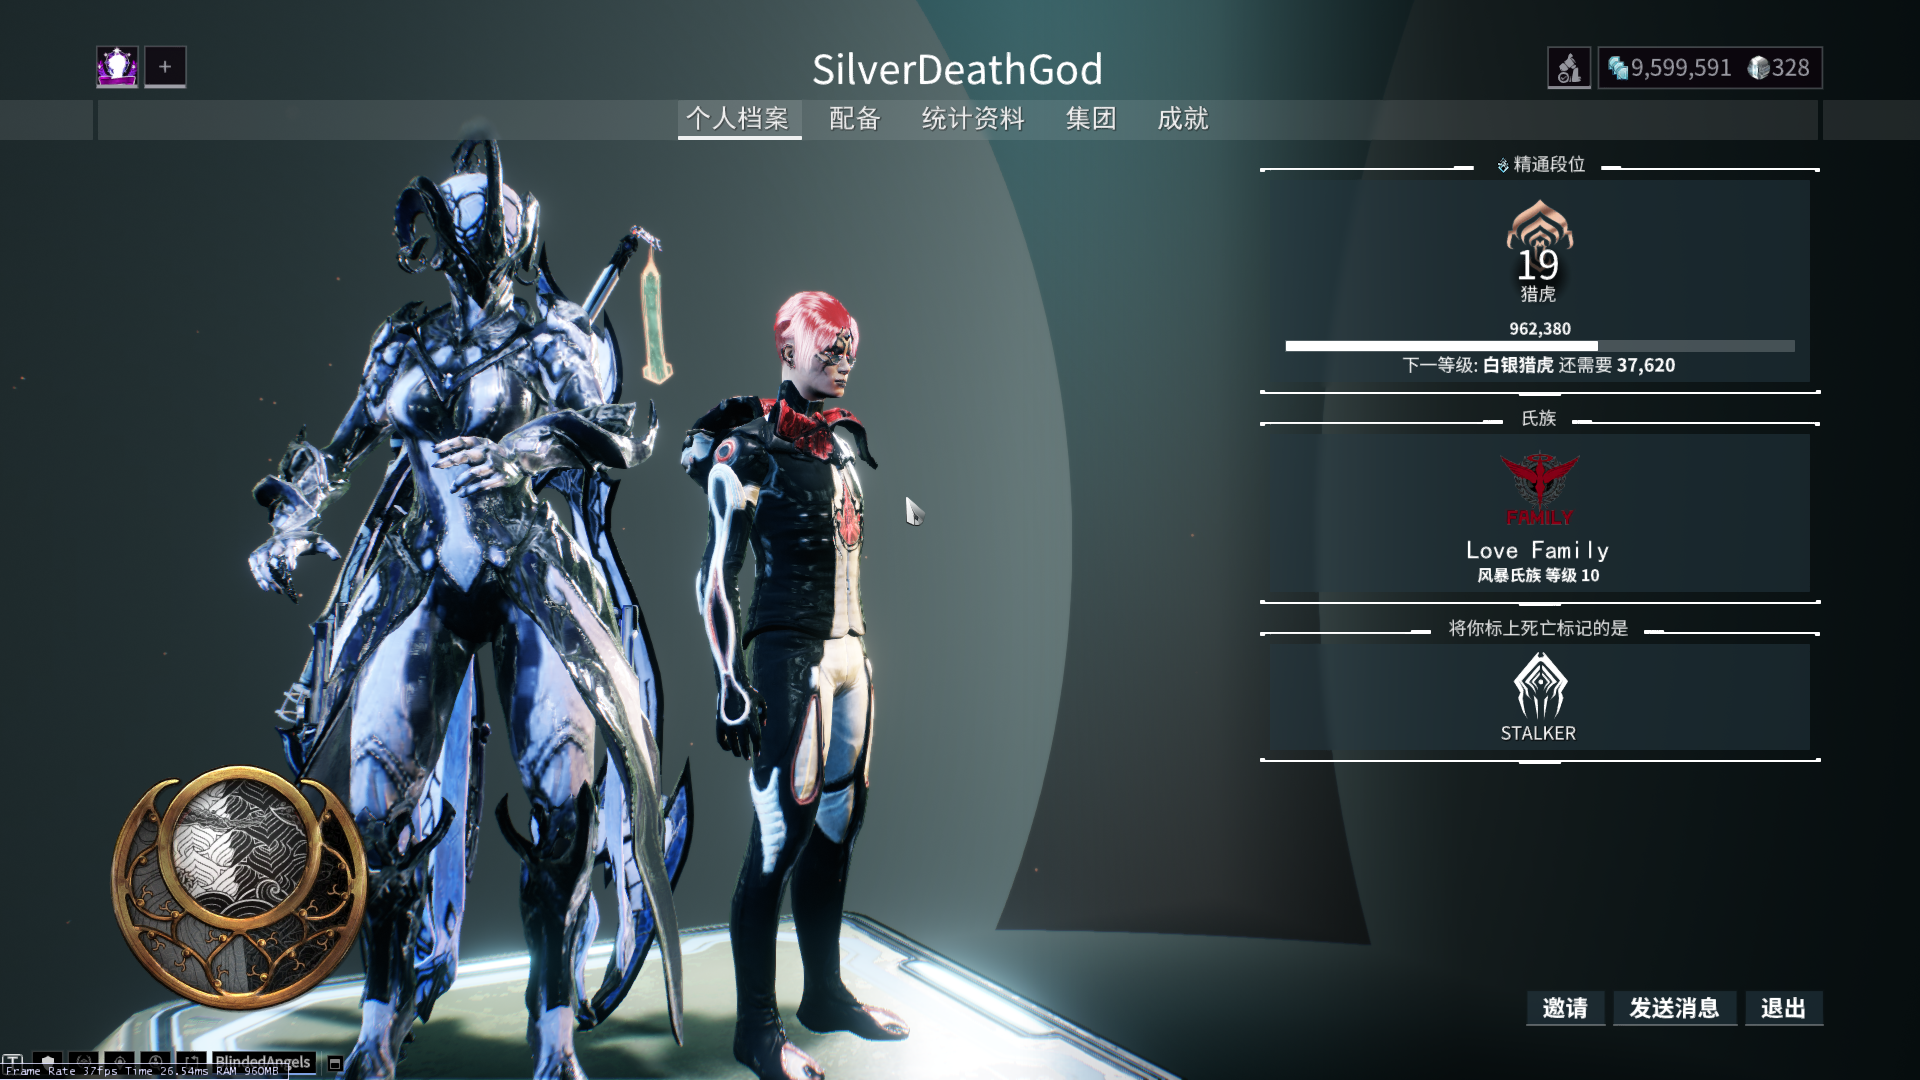 SilverDeathGod
+
9,599,591 328
个人档案 配备 统计资料 集团 成就
精通段位
19
猎虎
962,380
下一等级: 白银猎虎 还需要 37,620
氏族
FAMILY
Love Family
风暴氏族 等级 10
将你标上死亡标记的是
STALKER
邀请 发送消息 退出
T
BlindedAngels
Frame Rate 37fps Time 26.54ms RAM 960MB